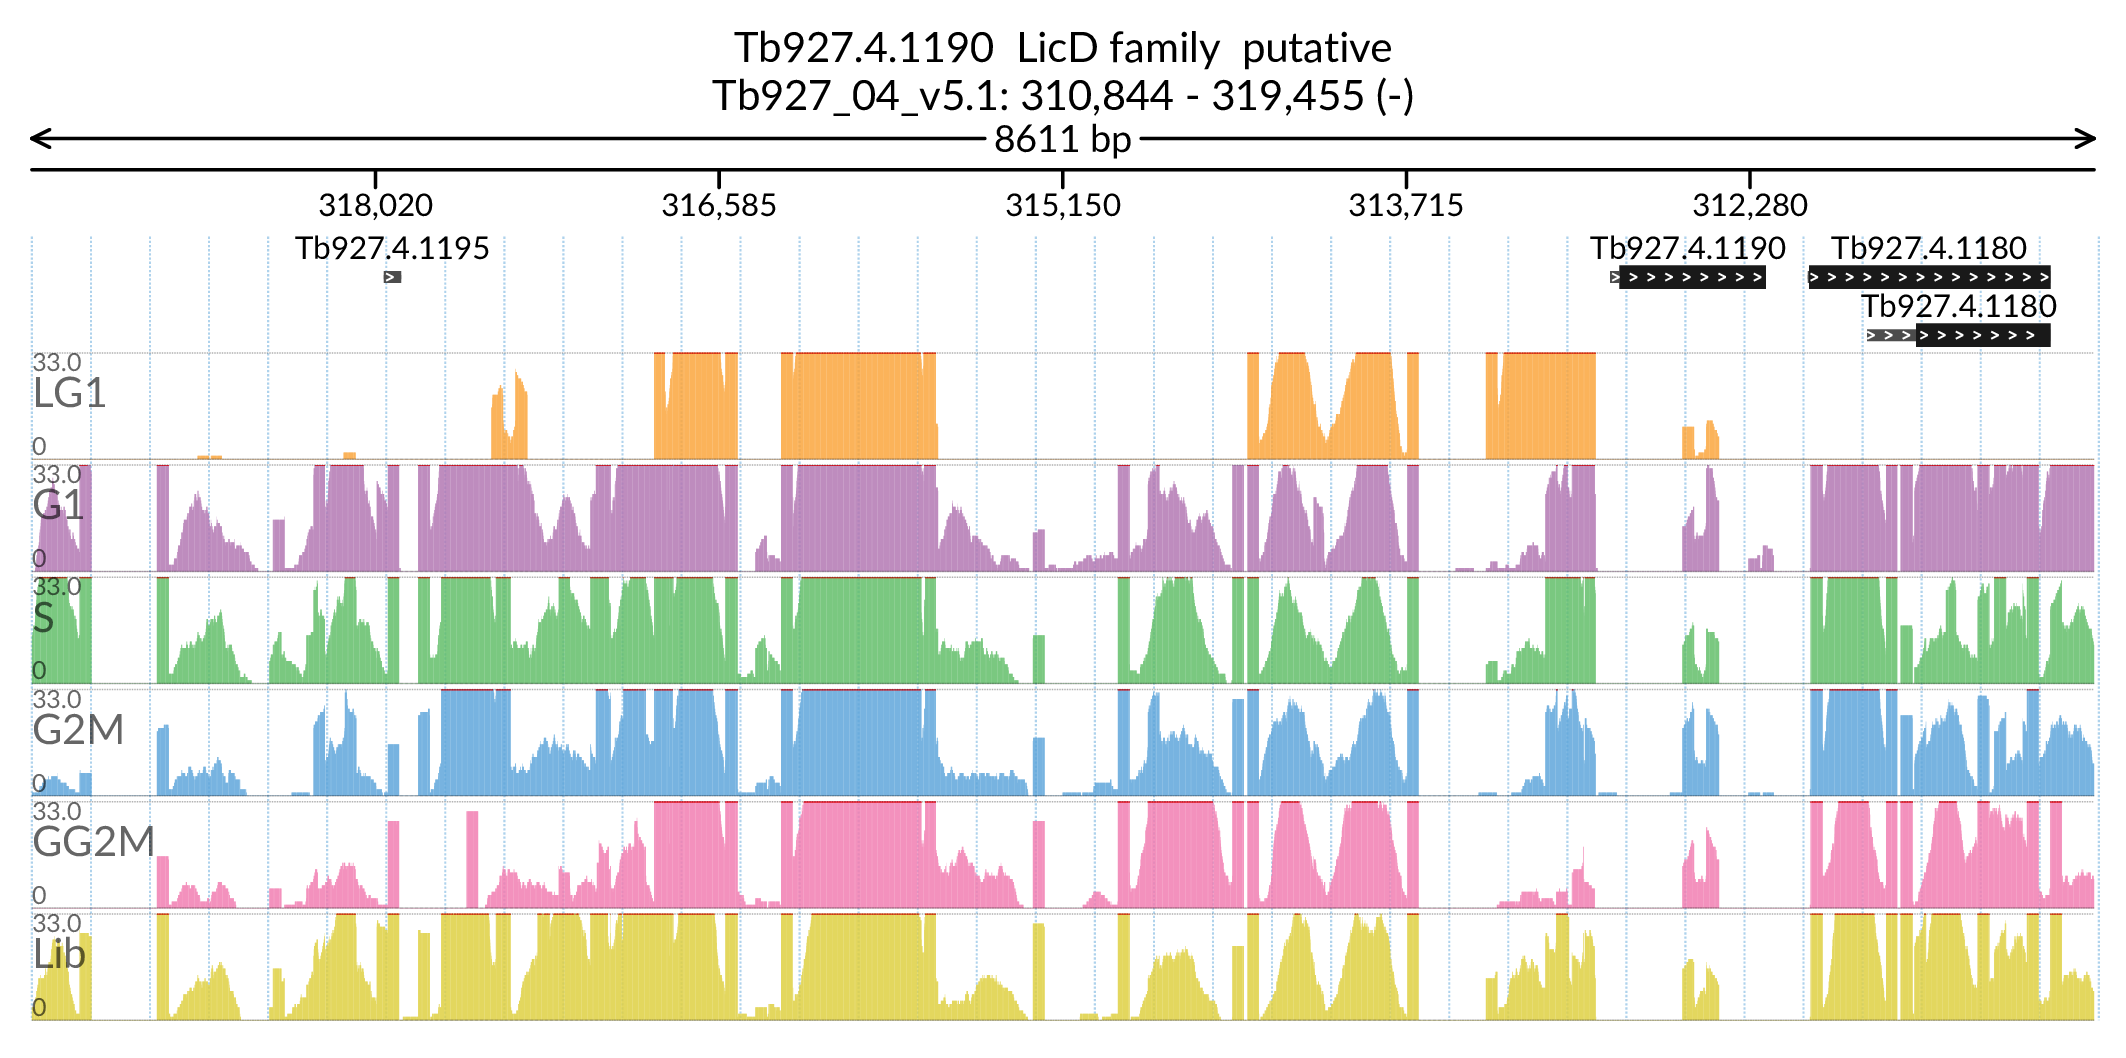 Tb927.4.1190  LicD family  putative
Tb927_04_v5.1: 310,844 - 319,455 (-)
8611 bp
318,020 316,585 315,150 313,715 312,280
Tb927.4.1195 Tb927.4.1190 Tb927.4.1180
Tb927.4.1180
33.0
LG1
0
33.0
G1
0
33.0
S
0
33.0
G2M
0
33.0
GG2M
0
33.0
Lib
0